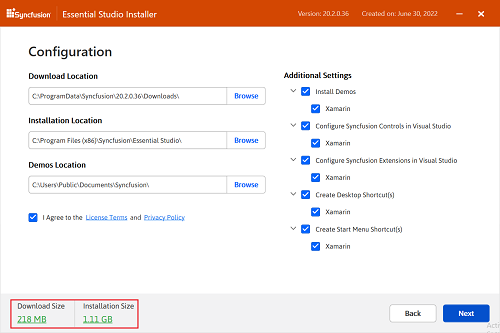 Syncfusion® Essential Studio Installer Version: 20.2.0.36 Created on: June 30, 2022
Configuration
Download Location
C:\ProgramData\Syncfusion\20.2.0.36\Downloads\ Browse
Installation Location
C:\Program Files (x86)\Syncfusion\Essential Studio\ Browse
Demos Location
C:\Users\Public\Documents\Syncfusion\ Browse
I Agree to the License Terms and Privacy Policy
Additional Settings
Install Demos
Xamarin
Configure Syncfusion Controls in Visual Studio
Xamarin
Configure Syncfusion Extensions in Visual Studio
Xamarin
Create Desktop Shortcut(s)
Xamarin
Create Start Menu Shortcut(s)
Xamarin
Download Size Installation Size
218 MB 1.11 GB
Back Next